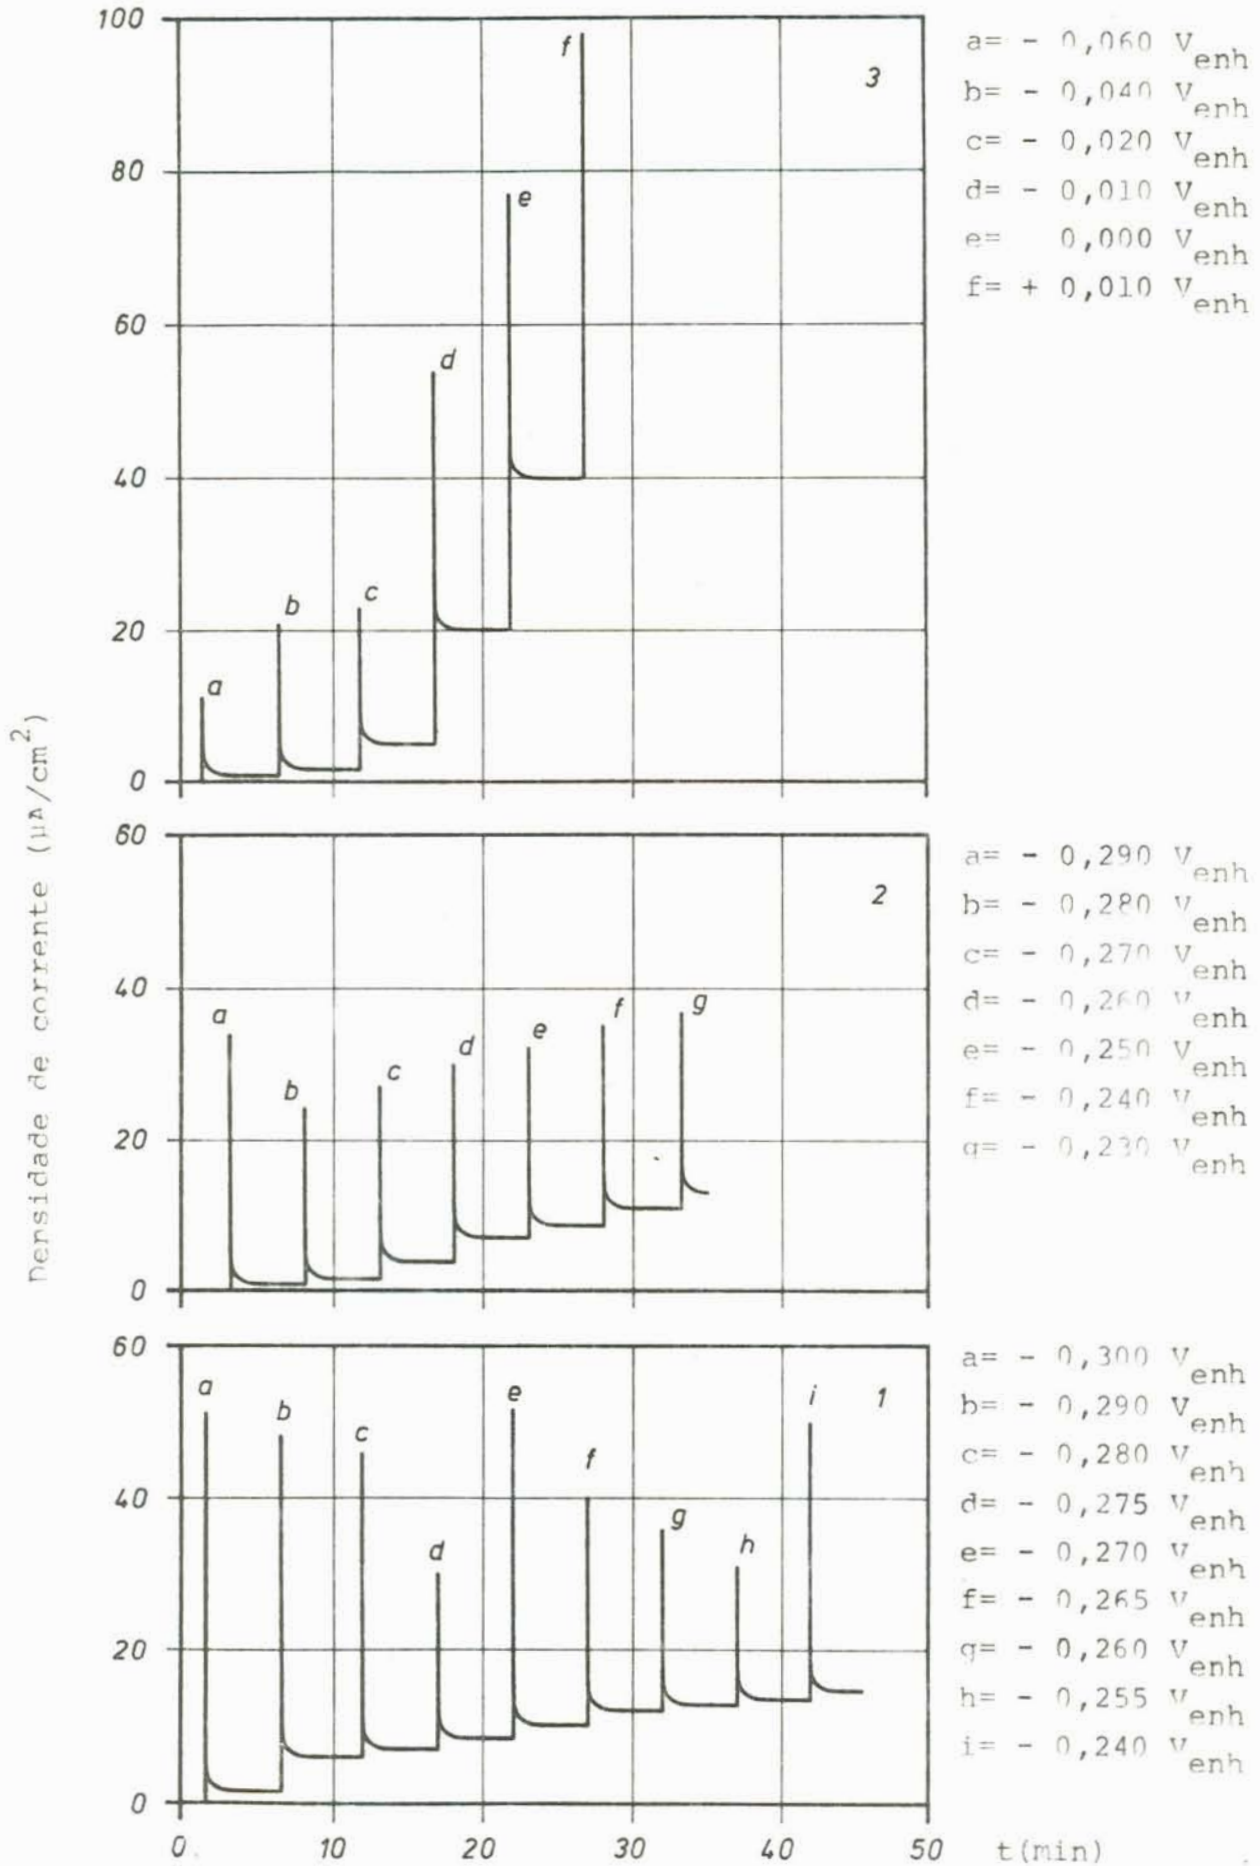 Densidade de corrente (µA/cm²)
100
80
60
40
20
0
a
b
c
d
e
f
3
a= - 0,060 Venh
b= - 0,040 Venh
c= - 0,020 Venh
d= - 0,010 Venh
e= 0,000 Venh
f= + 0,010 Venh
60
40
20
0
a
b
c
d
e
f
g
2
a= - 0,290 Venh
b= - 0,280 Venh
c= - 0,270 Venh
d= - 0,260 Venh
e= - 0,250 Venh
f= - 0,240 Venh
g= - 0,230 Venh
60
40
20
0
a
b
c
d
e
f
g
h
i
1
a= - 0,300 Venh
b= - 0,290 Venh
c= - 0,280 Venh
d= - 0,275 Venh
e= - 0,270 Venh
f= - 0,265 Venh
g= - 0,260 Venh
h= - 0,255 Venh
i= - 0,240 Venh
0 10 20 30 40 50 t(min)